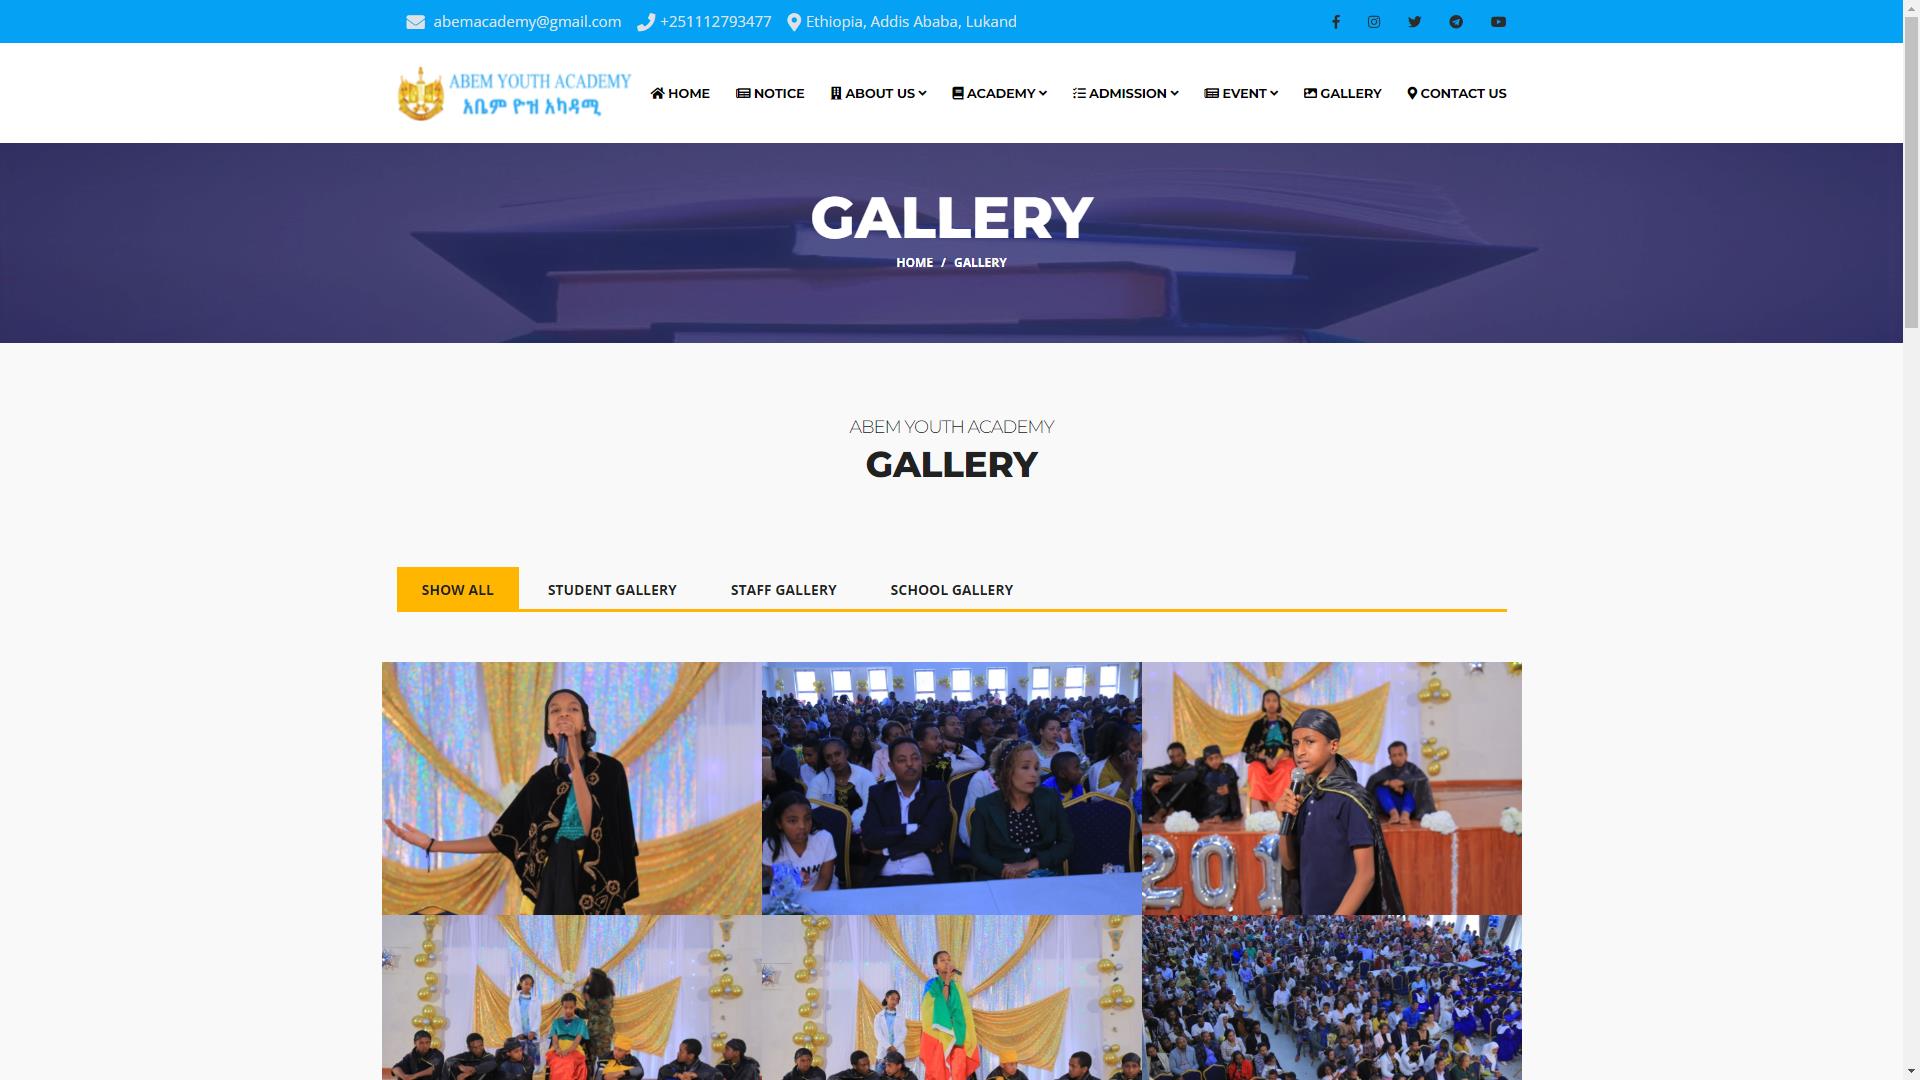 abemacademy@gmail.com +251112793477 Ethiopia, Addis Ababa, Lukand
ABEM YOUTH ACADEMY
አቤም ዮዝ አካዳሚ
HOME NOTICE ABOUT US ACADEMY ADMISSION EVENT GALLERY CONTACT US
GALLERY
HOME / GALLERY
ABEM YOUTH ACADEMY
GALLERY
SHOW ALL STUDENT GALLERY STAFF GALLERY SCHOOL GALLERY
201